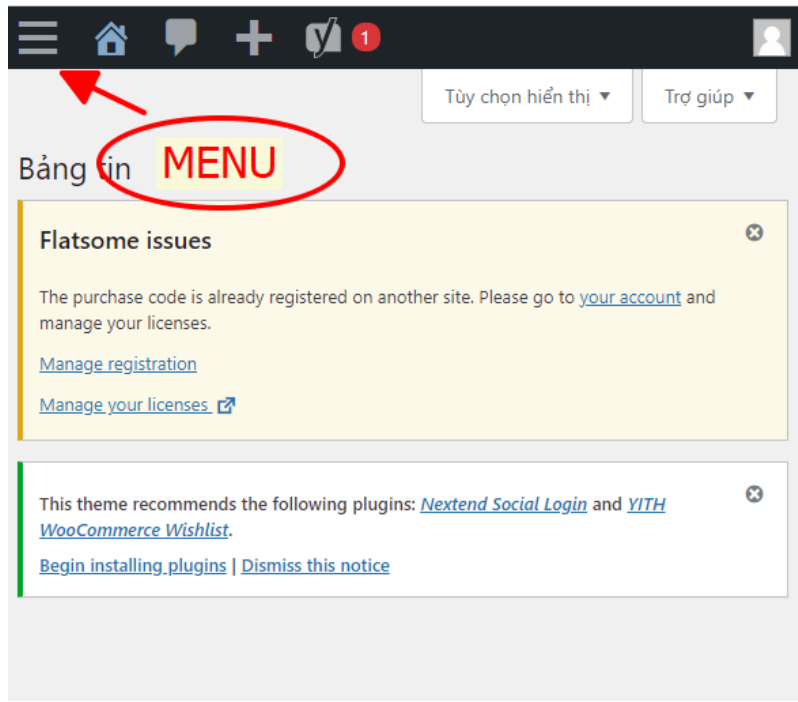 1
Tùy chọn hiển thị ▼
Trợ giúp ▼
Bảng tin
MENU
Flatsome issues
The purchase code is already registered on another site. Please go to your account and
manage your licenses.
Manage registration
Manage your licenses
This theme recommends the following plugins: Nextend Social Login and YITH
WooCommerce Wishlist.
Begin installing plugins | Dismiss this notice